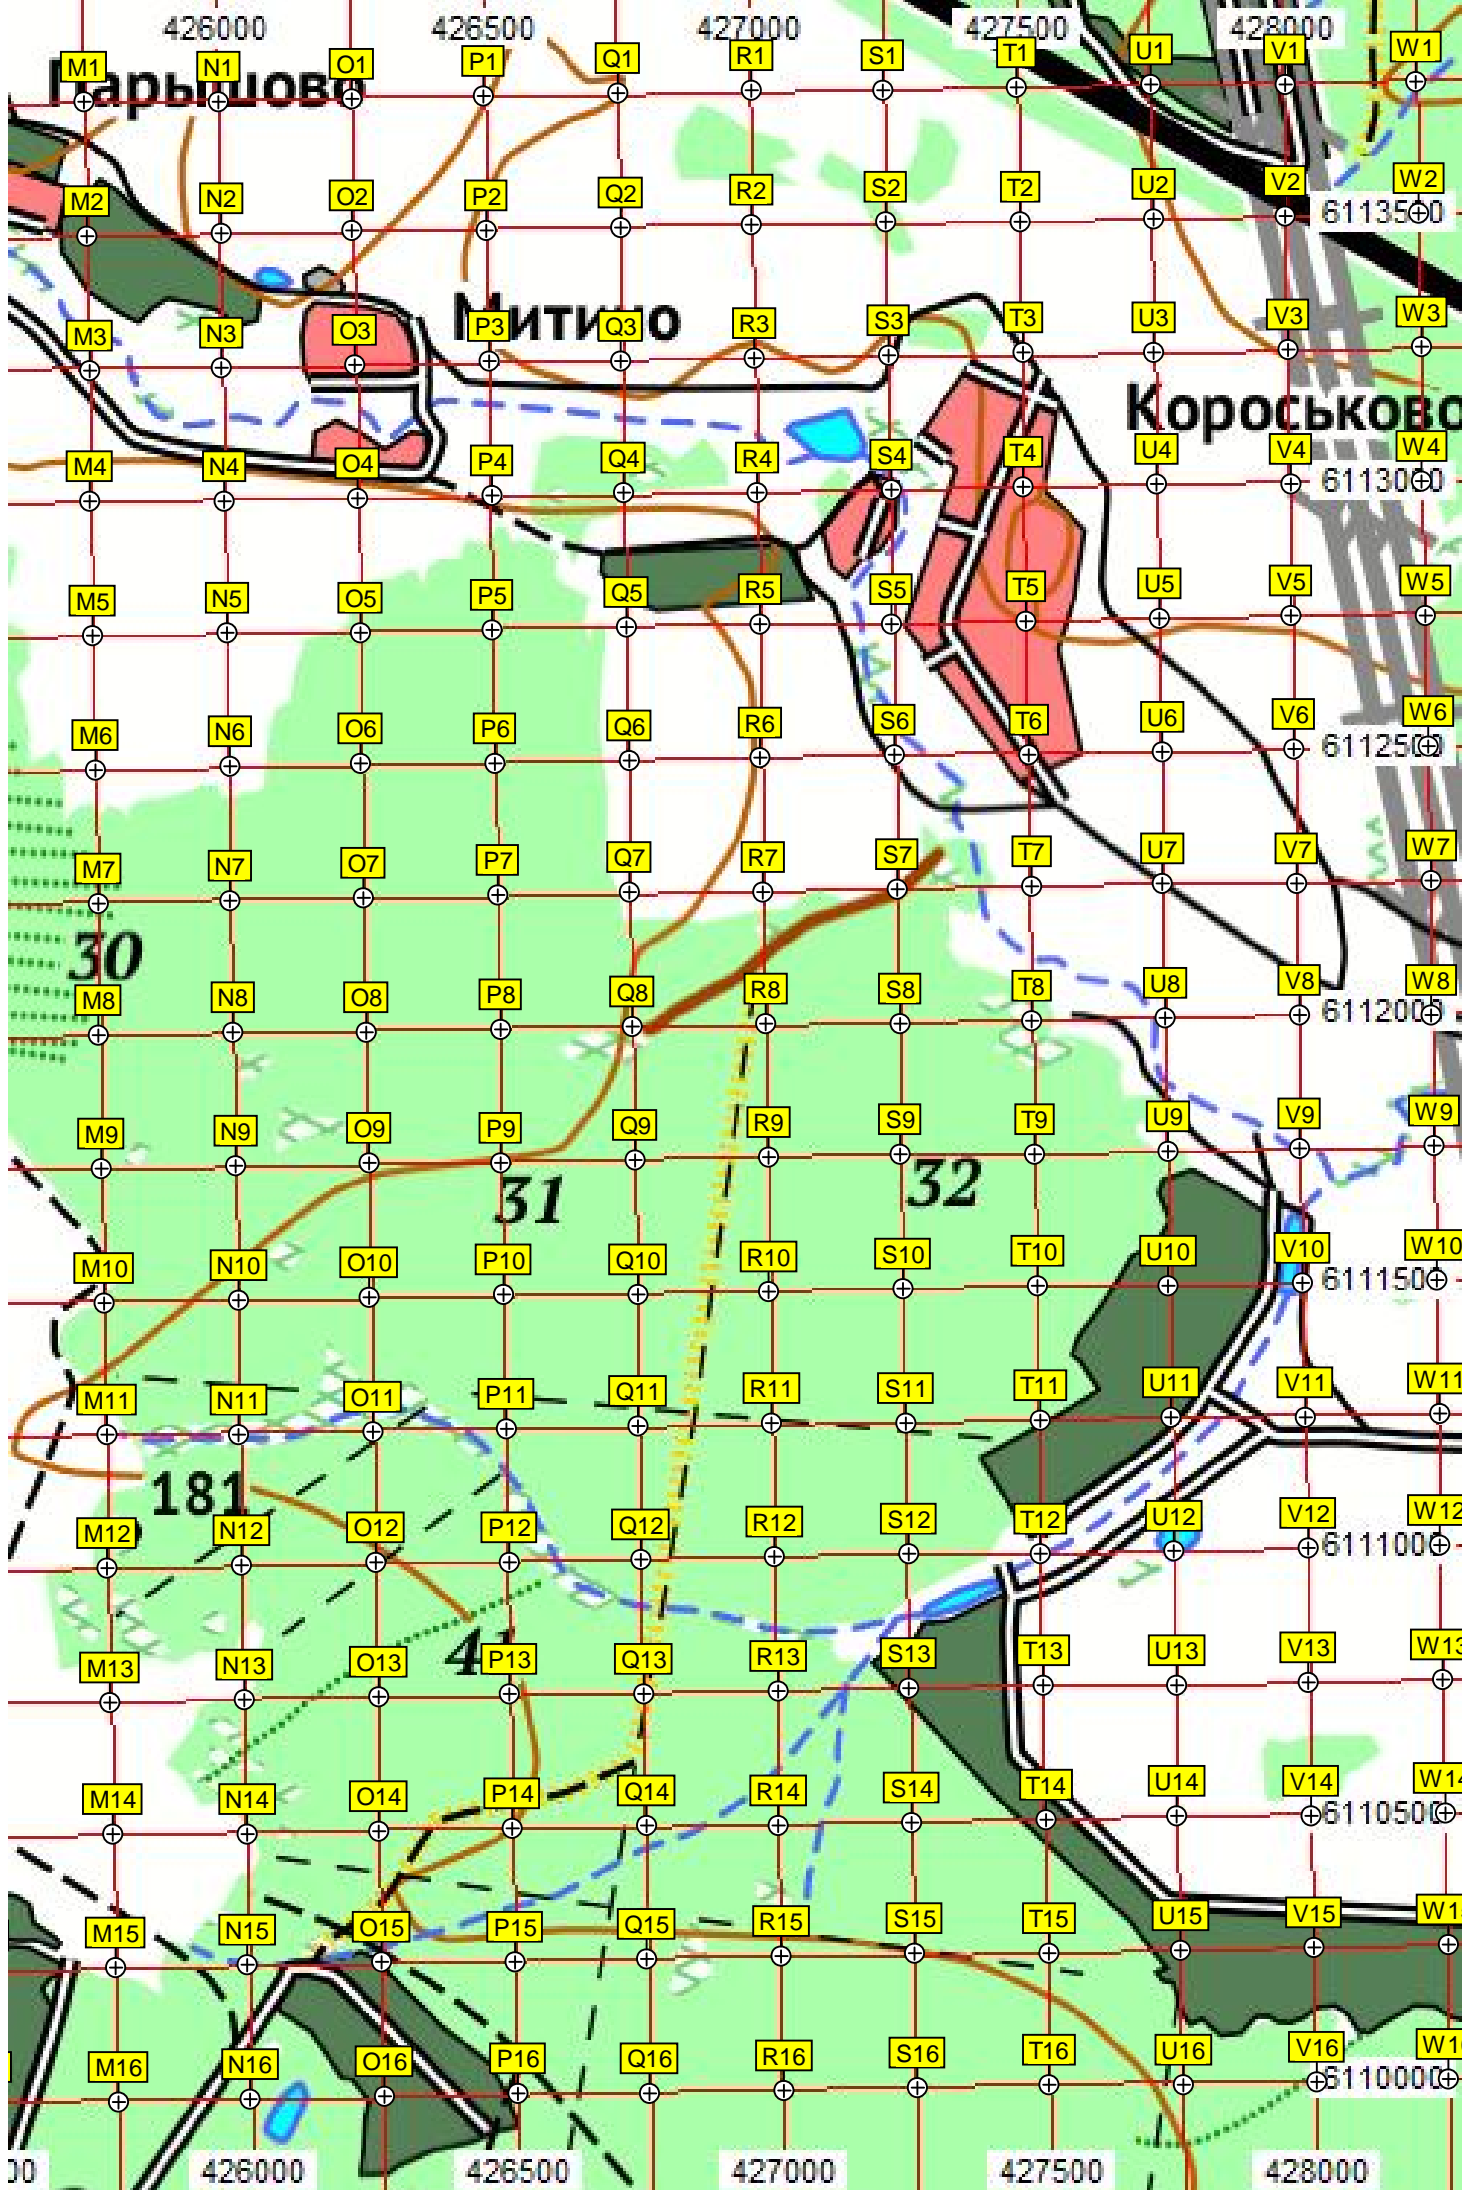 426000 426500 427000 427500 428000
M1 N1 O1 P1 Q1 R1 S1 T1 U1 V1 W1
Парышово
M2 N2 O2 P2 Q2 R2 S2 T2 U2 V2 W2
6113500
Митино
M3 N3 O3 P3 Q3 R3 S3 T3 U3 V3 W3
Короськово
M4 N4 O4 P4 Q4 R4 S4 T4 U4 V4 W4
6113000
M5 N5 O5 P5 Q5 R5 S5 T5 U5 V5 W5
M6 N6 O6 P6 Q6 R6 S6 T6 U6 V6 W6
6112500
M7 N7 O7 P7 Q7 R7 S7 T7 U7 V7 W7
30
M8 N8 O8 P8 Q8 R8 S8 T8 U8 V8 W8
6112000
M9 N9 O9 P9 Q9 R9 S9 T9 U9 V9 W9
31 32
M10 N10 O10 P10 Q10 R10 S10 T10 U10 V10 W10
6111500
M11 N11 O11 P11 Q11 R11 S11 T11 U11 V11 W11
181
M12 N12 O12 P12 Q12 R12 S12 T12 U12 V12 W12
6111000
41
M13 N13 O13 P13 Q13 R13 S13 T13 U13 V13 W13
M14 N14 O14 P14 Q14 R14 S14 T14 U14 V14 W14
6110500
M15 N15 O15 P15 Q15 R15 S15 T15 U15 V15 W15
M16 N16 O16 P16 Q16 R16 S16 T16 U16 V16 W16
6110000
00 426000 426500 427000 427500 428000